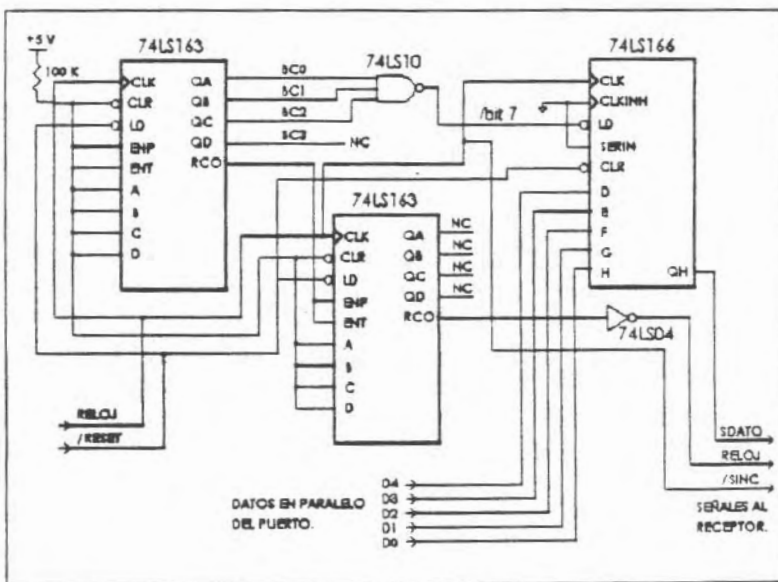 +5 V
100 K
74LS163
CLK
CLR
LD
ENP
ENT
A
B
C
D
QA
QB
QC
QD
RCO
BC0
BC1
BC2
BC3
NC
74LS10
/bit 7
74LS166
CLK
CLKINH
LD
SERIN
CLR
D
E
F
G
H
QH
74LS163
CLK
CLR
LD
ENP
ENT
A
B
C
D
QA
QB
QC
QD
RCO
NC
NC
NC
NC
74LS04
RELOJ
/RESET
DATOS EN PARALELO
DEL PUERTO.
D4
D3
D2
D1
D0
SDATO
RELOJ
/SINC
SEÑALES AL
RECEPTOR.